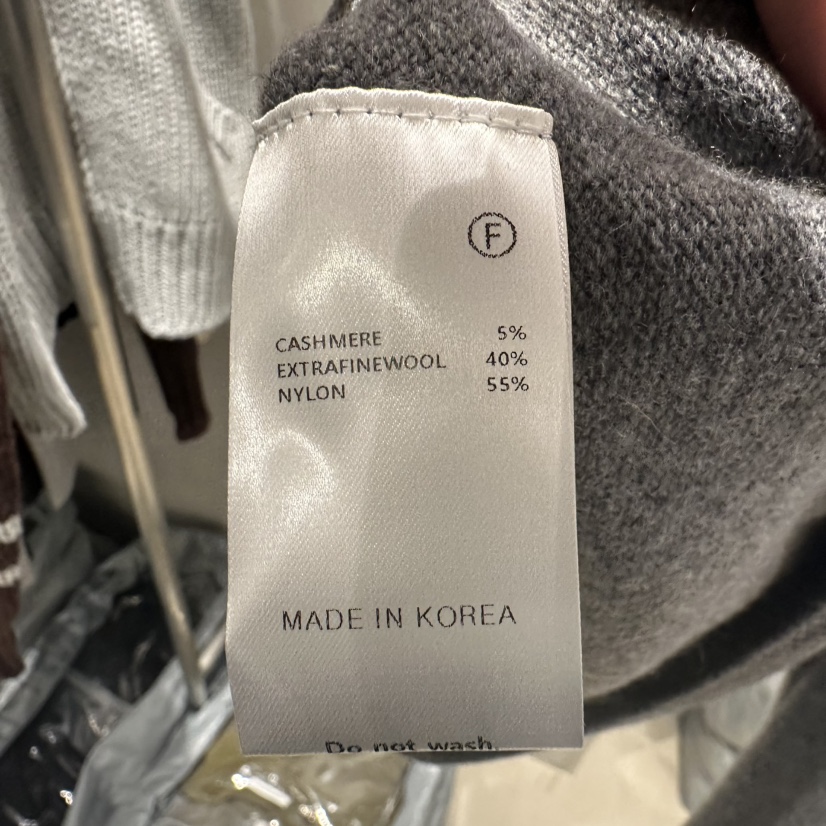 F
CASHMERE 5%
EXTRAFINEWOOL 40%
NYLON 55%
MADE IN KOREA
Do not wash